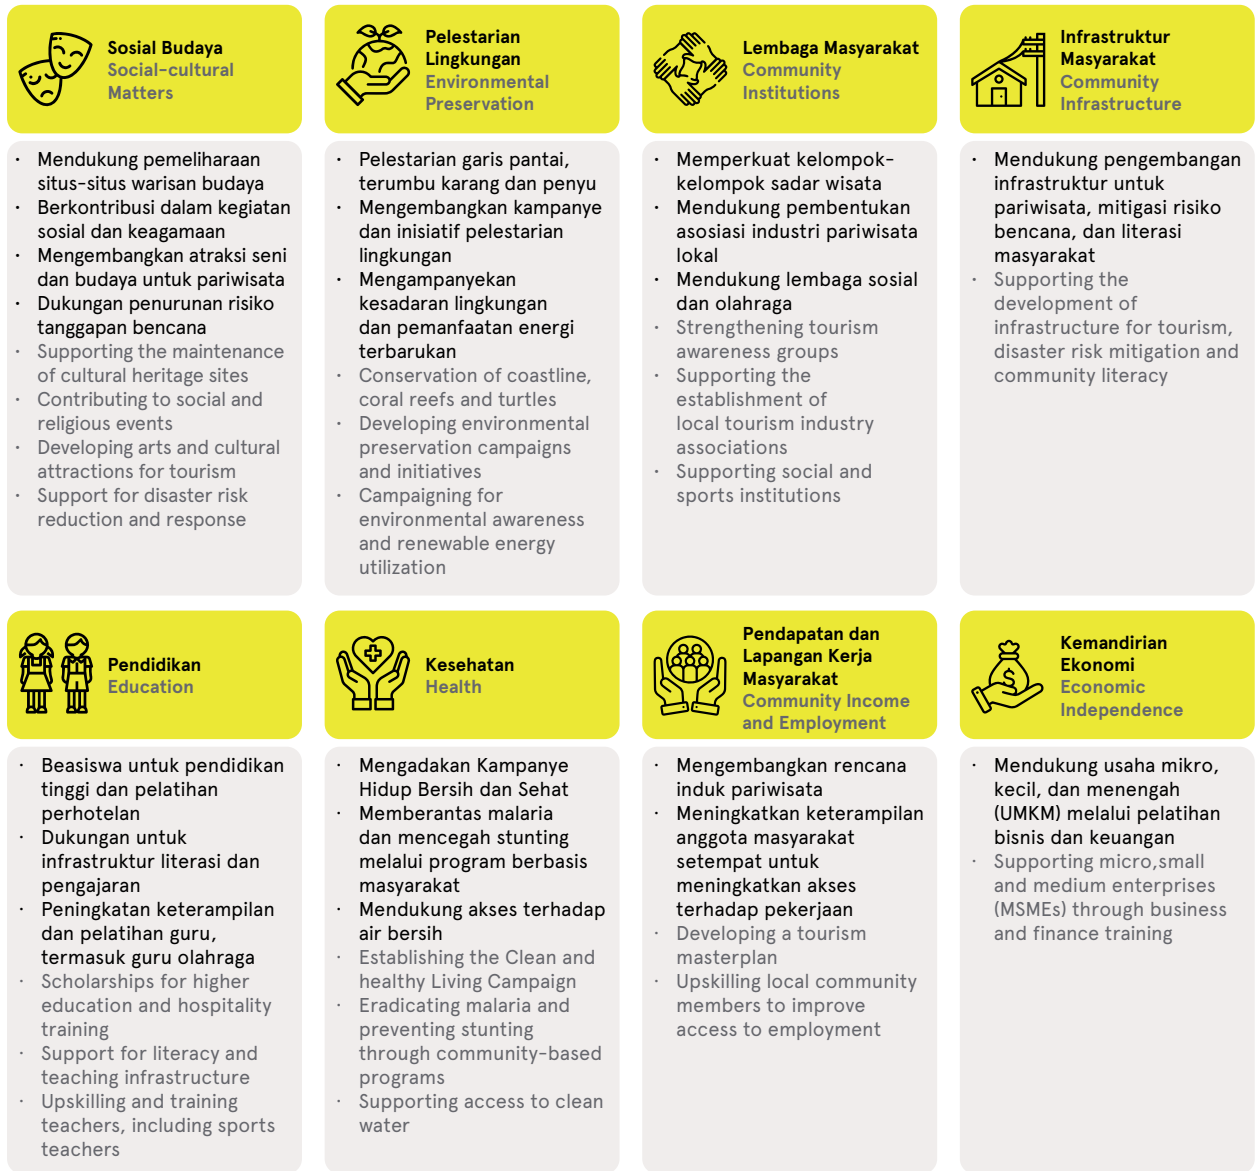 Sosial Budaya
Social-cultural
Matters
· Mendukung pemeliharaan
situs-situs warisan budaya
· Berkontribusi dalam kegiatan
sosial dan keagamaan
· Mengembangkan atraksi seni
dan budaya untuk pariwisata
· Dukungan penurunan risiko
tanggapan bencana
· Supporting the maintenance
of cultural heritage sites
· Contributing to social and
religious events
· Developing arts and cultural
attractions for tourism
· Support for disaster risk
reduction and response
Pelestarian
Lingkungan
Environmental
Preservation
· Pelestarian garis pantai,
terumbu karang dan penyu
· Mengembangkan kampanye
dan inisiatif pelestarian
lingkungan
· Mengampanyekan
kesadaran lingkungan
dan pemanfaatan energi
terbarukan
· Conservation of coastline,
coral reefs and turtles
· Developing environmental
preservation campaigns
and initiatives
· Campaigning for
environmental awareness
and renewable energy
utilization
Lembaga Masyarakat
Community
Institutions
· Memperkuat kelompok-
kelompok sadar wisata
· Mendukung pembentukan
asosiasi industri pariwisata
lokal
· Mendukung lembaga sosial
dan olahraga
· Strengthening tourism
awareness groups
· Supporting the
establishment of
local tourism industry
associations
· Supporting social and
sports institutions
Infrastruktur
Masyarakat
Community
Infrastructure
· Mendukung pengembangan
infrastruktur untuk
pariwisata, mitigasi risiko
bencana, dan literasi
masyarakat
· Supporting the
development of
infrastructure for tourism,
disaster risk mitigation and
community literacy
Pendidikan
Education
· Beasiswa untuk pendidikan
tinggi dan pelatihan
perhotelan
· Dukungan untuk
infrastruktur literasi dan
pengajaran
· Peningkatan keterampilan
dan pelatihan guru,
termasuk guru olahraga
· Scholarships for higher
education and hospitality
training
· Support for literacy and
teaching infrastructure
· Upskilling and training
teachers, including sports
teachers
Kesehatan
Health
· Mengadakan Kampanye
Hidup Bersih dan Sehat
· Memberantas malaria
dan mencegah stunting
melalui program berbasis
masyarakat
· Mendukung akses terhadap
air bersih
· Establishing the Clean and
healthy Living Campaign
· Eradicating malaria and
preventing stunting
through community-based
programs
· Supporting access to clean
water
Pendapatan dan
Lapangan Kerja
Masyarakat
Community Income
and Employment
· Mengembangkan rencana
induk pariwisata
· Meningkatkan keterampilan
anggota masyarakat
setempat untuk
meningkatkan akses
terhadap pekerjaan
· Developing a tourism
masterplan
· Upskilling local community
members to improve
access to employment
Kemandirian
Ekonomi
Economic
Independence
· Mendukung usaha mikro,
kecil, dan menengah
(UMKM) melalui pelatihan
bisnis dan keuangan
· Supporting micro,small
and medium enterprises
(MSMEs) through business
and finance training